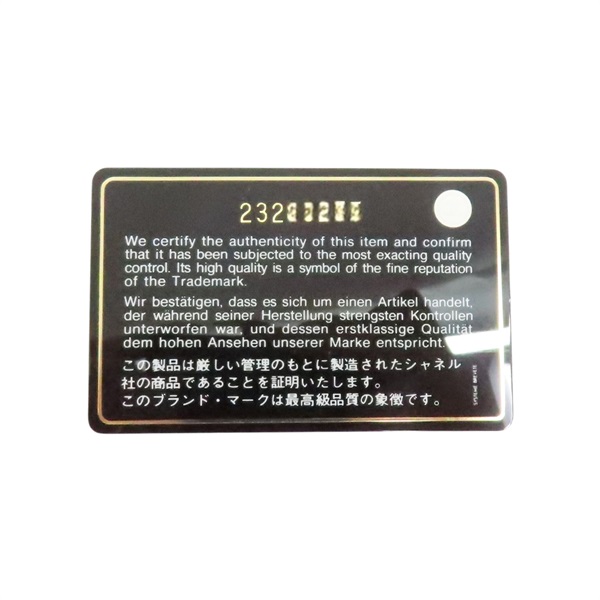 We certify the authenticity of this item and confirm
that it has been subjected to the most exacting quality
control. Its high quality is a symbol of the fine reputation
of the Trademark.
Wir bestätigen, dass es sich um einen Artikel handelt,
der während seiner Herstellung strengsten Kontrollen
unterworfen war, und dessen erstklassige Qualität
dem hohen Ansehen unserer Marke entspricht.
この製品は厳しい管理のもとに製造されたシャネル
社の商品であることを証明いたします。
このブランド・マークは最高級品質の象徴です。